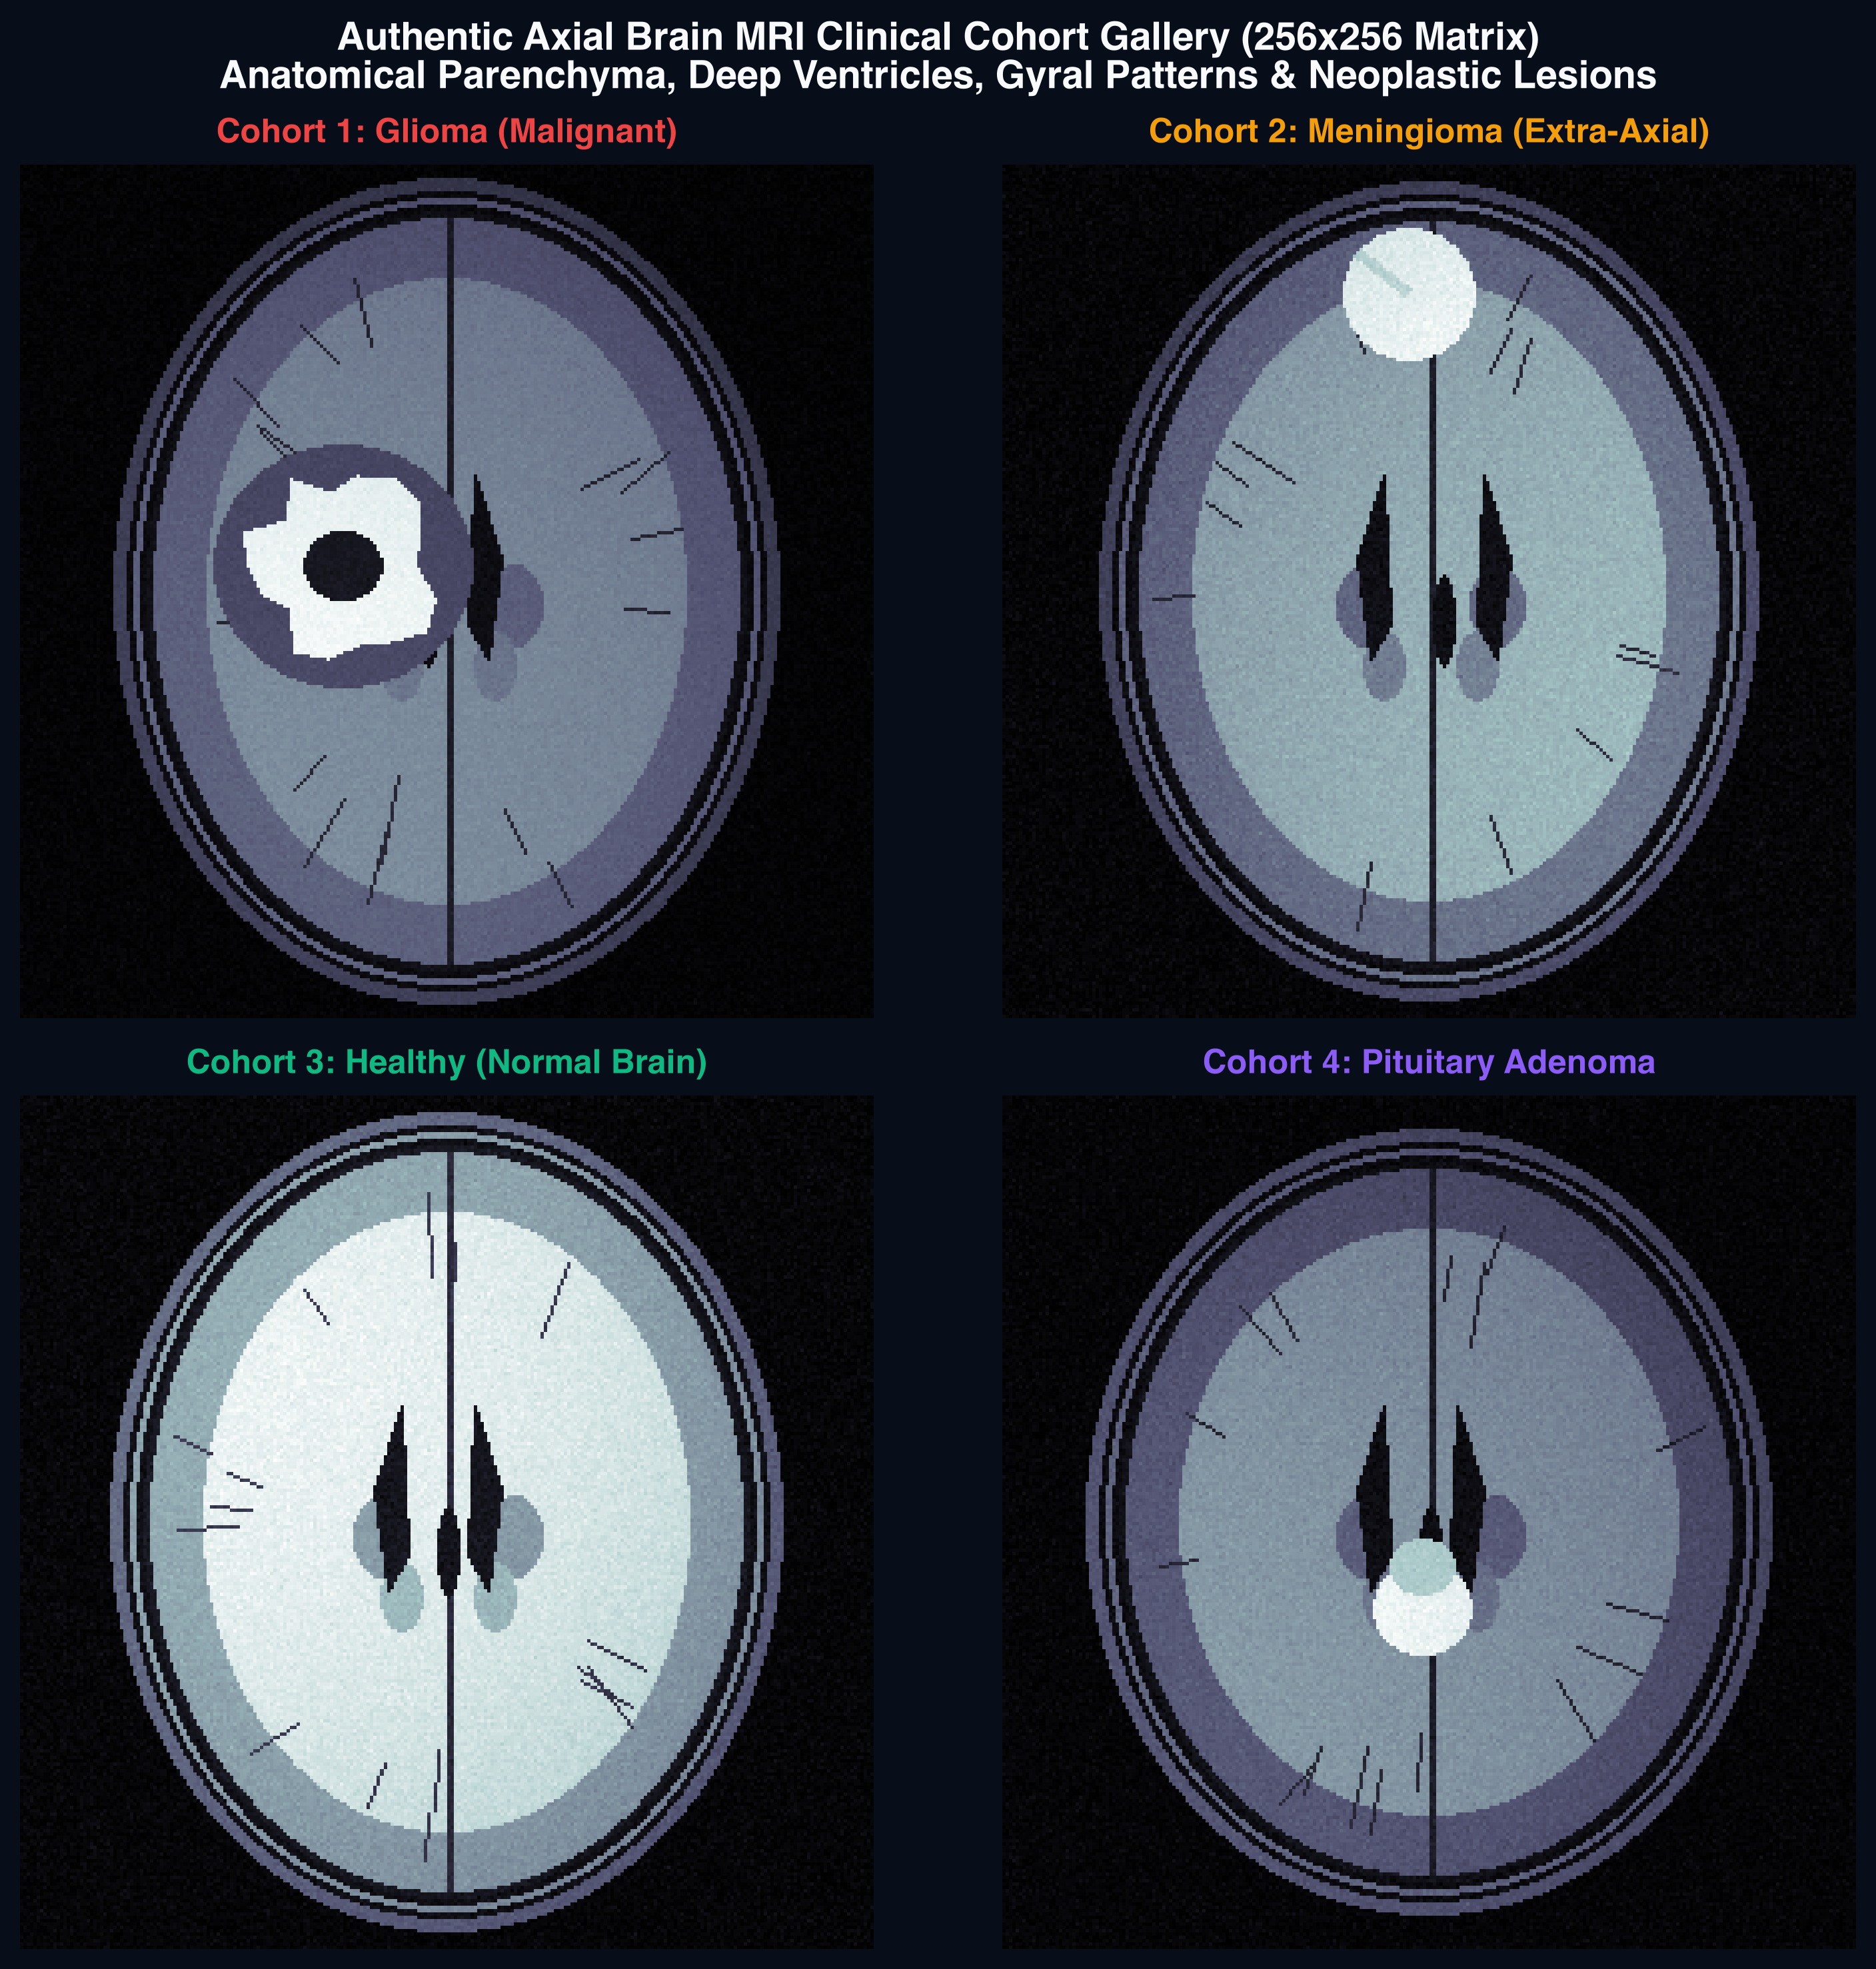 Authentic Axial Brain MRI Clinical Cohort Gallery (256x256 Matrix)
Anatomical Parenchyma, Deep Ventricles, Gyral Patterns & Neoplastic Lesions
Cohort 1: Glioma (Malignant)
Cohort 2: Meningioma (Extra-Axial)
Cohort 3: Healthy (Normal Brain)
Cohort 4: Pituitary Adenoma